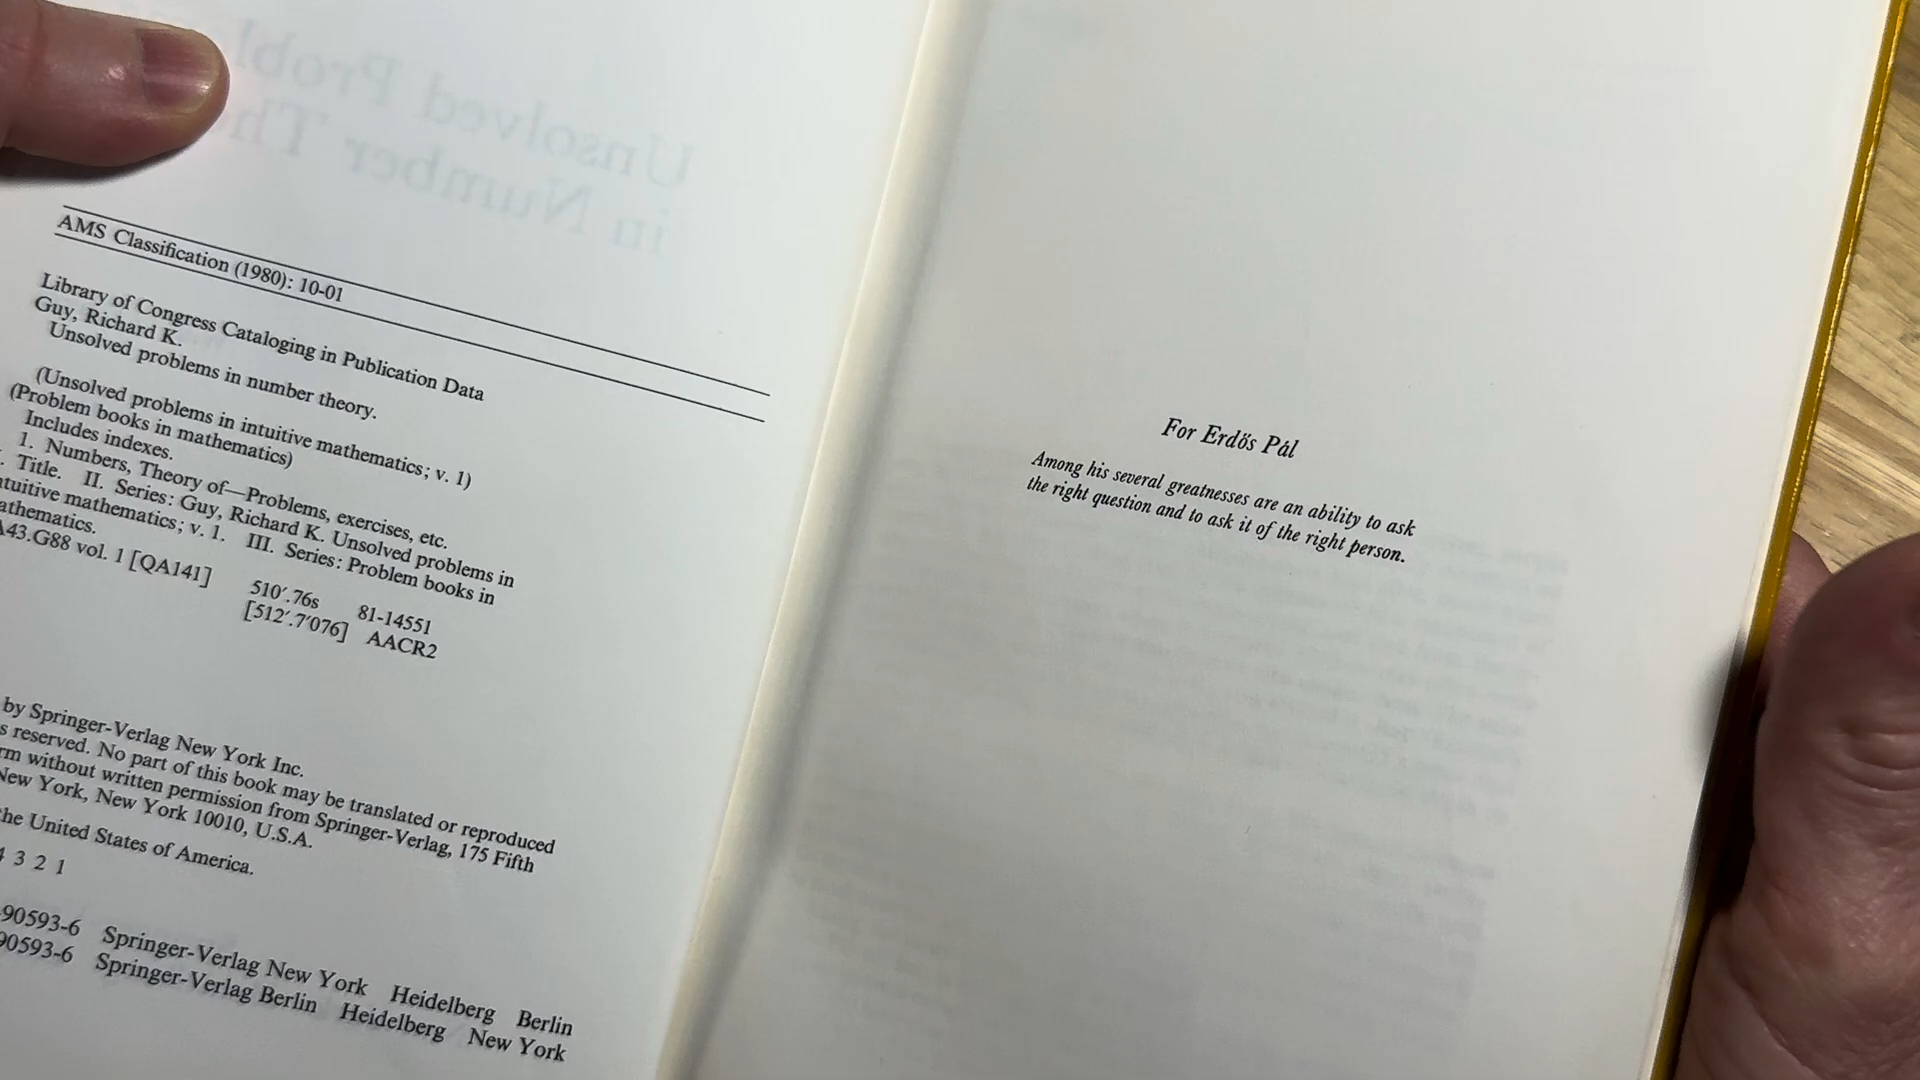 AMS Classification (1980): 10-01
Library of Congress Cataloging in Publication Data
Guy, Richard K.
Unsolved problems in number theory.
(Unsolved problems in intuitive mathematics; v. 1)
(Problem books in mathematics)
Includes indexes.
1. Numbers, Theory of—Problems, exercises, etc.
Title. II. Series: Guy, Richard K. Unsolved problems in
mathematics; v. 1. III. Series: Problem books in
43.G88 vol. 1 [QA141] 510′.76s 81-14551
[512′.7′076] AACR2
by Springer-Verlag New York Inc.
reserved. No part of this book may be translated or reproduced
without written permission from Springer-Verlag, 175 Fifth
New York, New York 10010, U.S.A.
the United States of America.
4 3 2 1
90593-6 Springer-Verlag New York Heidelberg Berlin
90593-6 Springer-Verlag Berlin Heidelberg New York
For Erdős Pál
Among his several greatnesses are an ability to ask
the right question and to ask it of the right person.